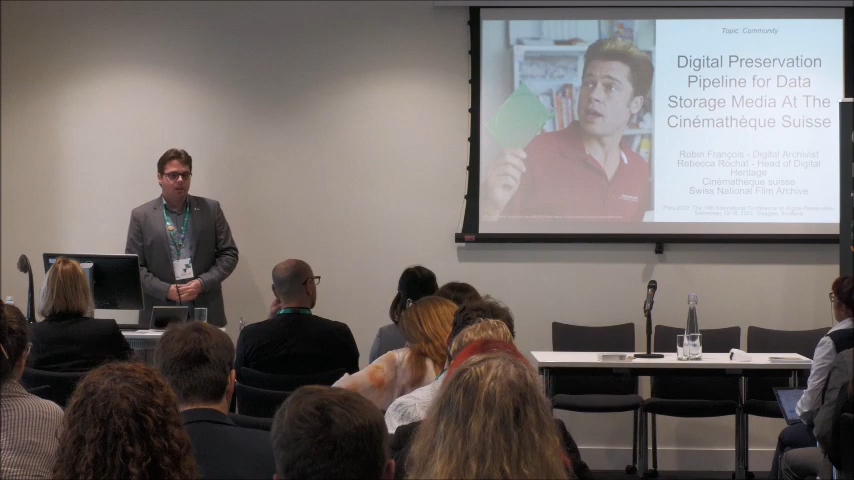 Topic Community
Digital Preservation
Pipeline for Data
Storage Media At The
Cinémathèque Suisse
Robin François - Digital Archivist
Rebecca Rochat - Head of Digital
Heritage
Cinémathèque suisse
Swiss National Film Archive